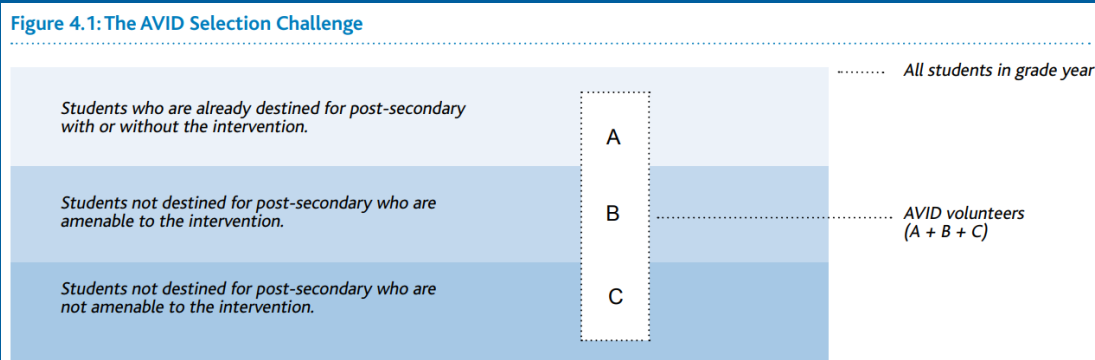 Figure 4.1: The AVID Selection Challenge
All students in grade year
Students who are already destined for post-secondary
with or without the intervention.
A
Students not destined for post-secondary who are
amenable to the intervention.
B
AVID volunteers
(A + B + C)
Students not destined for post-secondary who are
not amenable to the intervention.
C